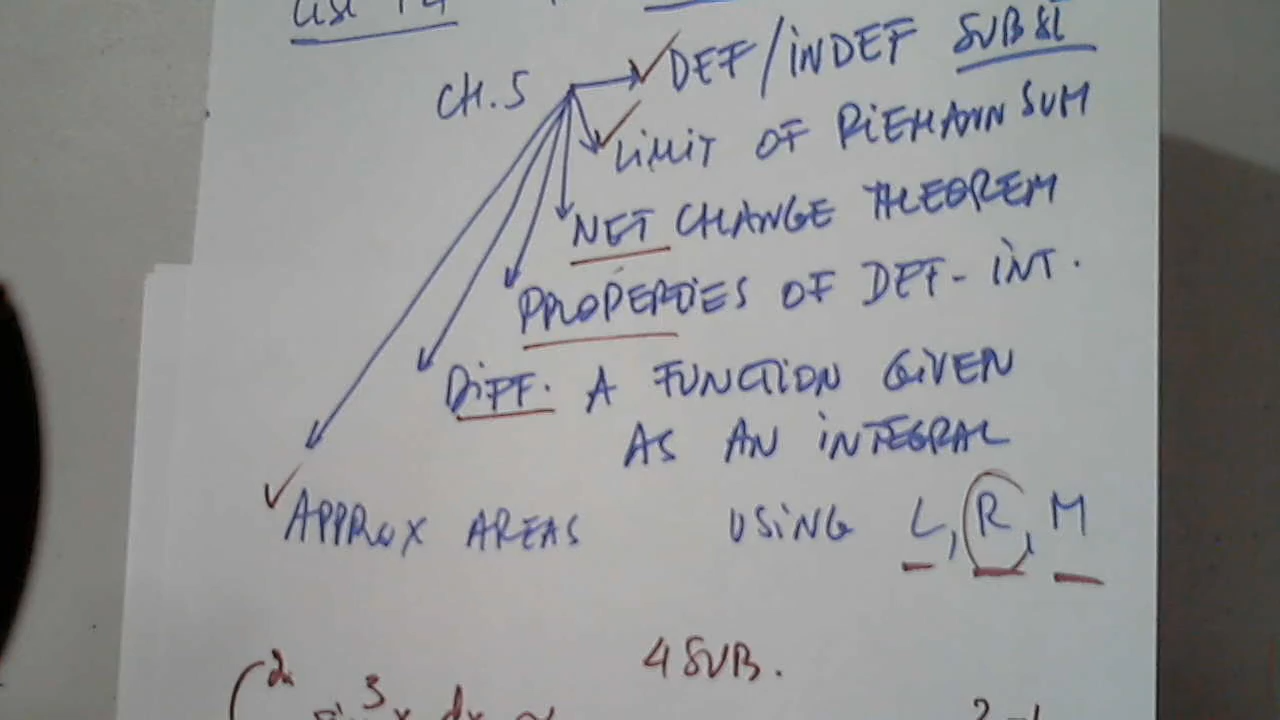 CH. 5 DEF/INDEF SUBST
LIMIT OF RIEMANN SUM
NET CHANGE THEOREM
PROPERTIES OF DEF-INT.
DIFF. A FUNCTION GIVEN
AS AN INTEGRAL
APPROX AREAS USING L, R, M
4 SUB.